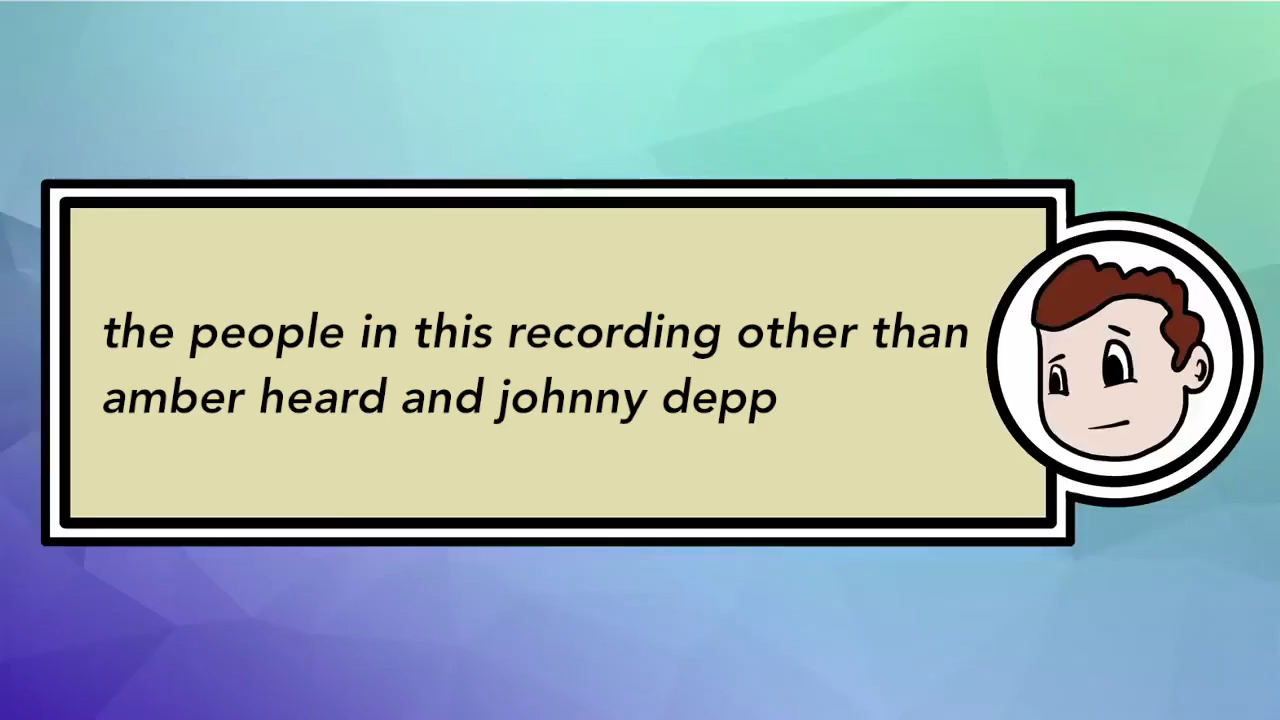 the people in this recording other than
amber heard and johnny depp